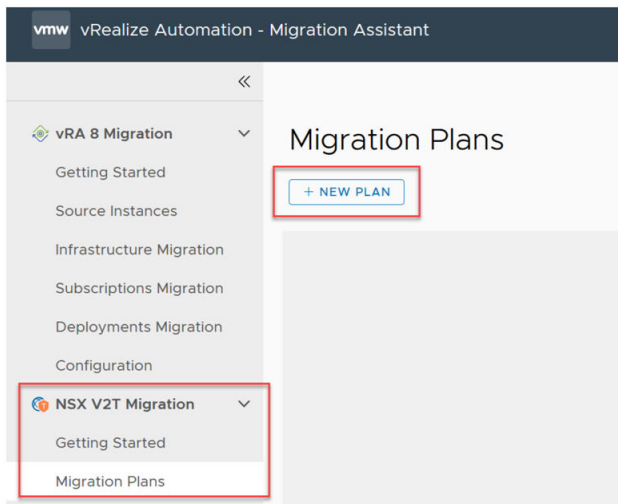 vmw vRealize Automation - Migration Assistant
vRA 8 Migration
Getting Started
Source Instances
Infrastructure Migration
Subscriptions Migration
Deployments Migration
Configuration
NSX V2T Migration
Getting Started
Migration Plans
Migration Plans
+ NEW PLAN